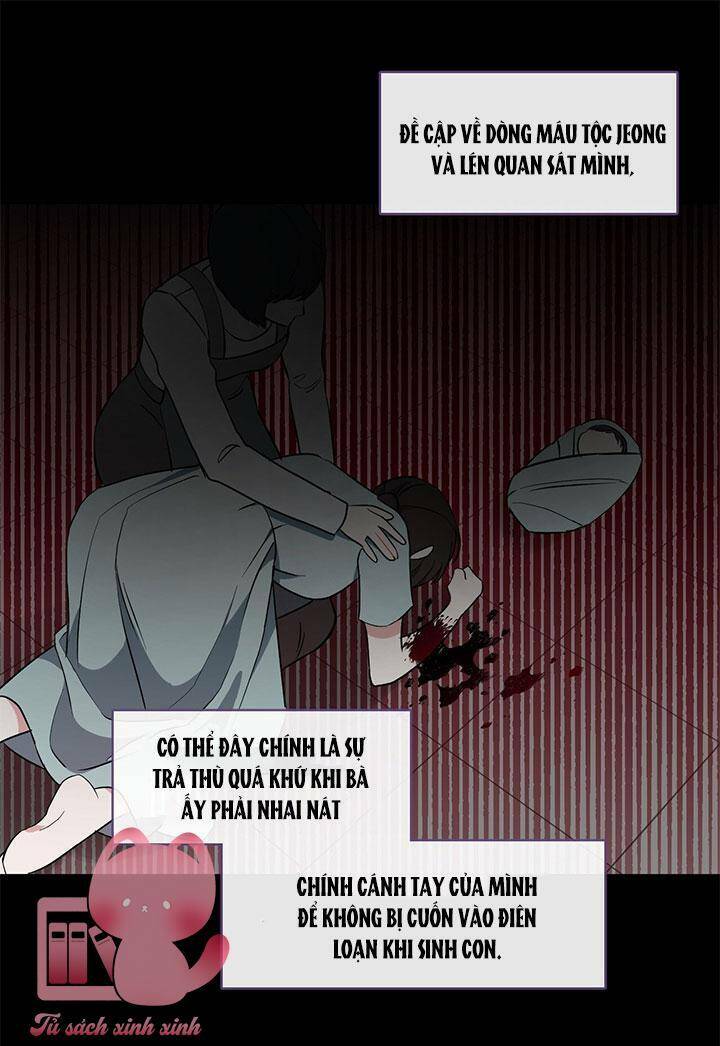 ĐỀ CẬP VỀ DÒNG MÁU TỘC JEONG
VÀ LÉN QUAN SÁT MÌNH,
CÓ THỂ ĐÂY CHÍNH LÀ SỰ
TRẢ THÙ QUÁ KHỨ KHI BÀ
ẤY PHẢI NHAI NÁT
CHÍNH CÁNH TAY CỦA MÌNH
ĐỂ KHÔNG BỊ CUỐN VÀO ĐIÊN
LOẠN KHI SINH CON.
Tủ sách xinh xinh